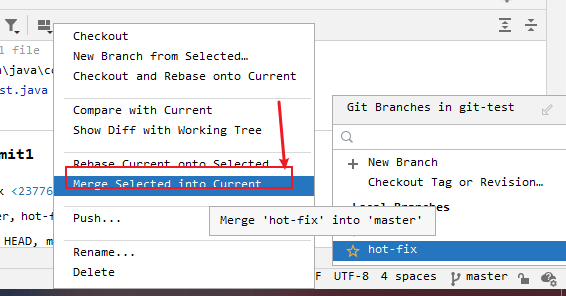 Checkout
New Branch from Selected…
Checkout and Rebase onto Current
Compare with Current
Show Diff with Working Tree
Rebase Current onto Selected
Merge Selected into Current
Push...
Rename...
Delete
Merge 'hot-fix' into 'master'
1 file
\java\co
st.java
mit1
<23776
er, hot-f
HEAD, m
Git Branches in git-test
New Branch
Checkout Tag or Revision…
Local Branches
hot-fix
F UTF-8 4 spaces master